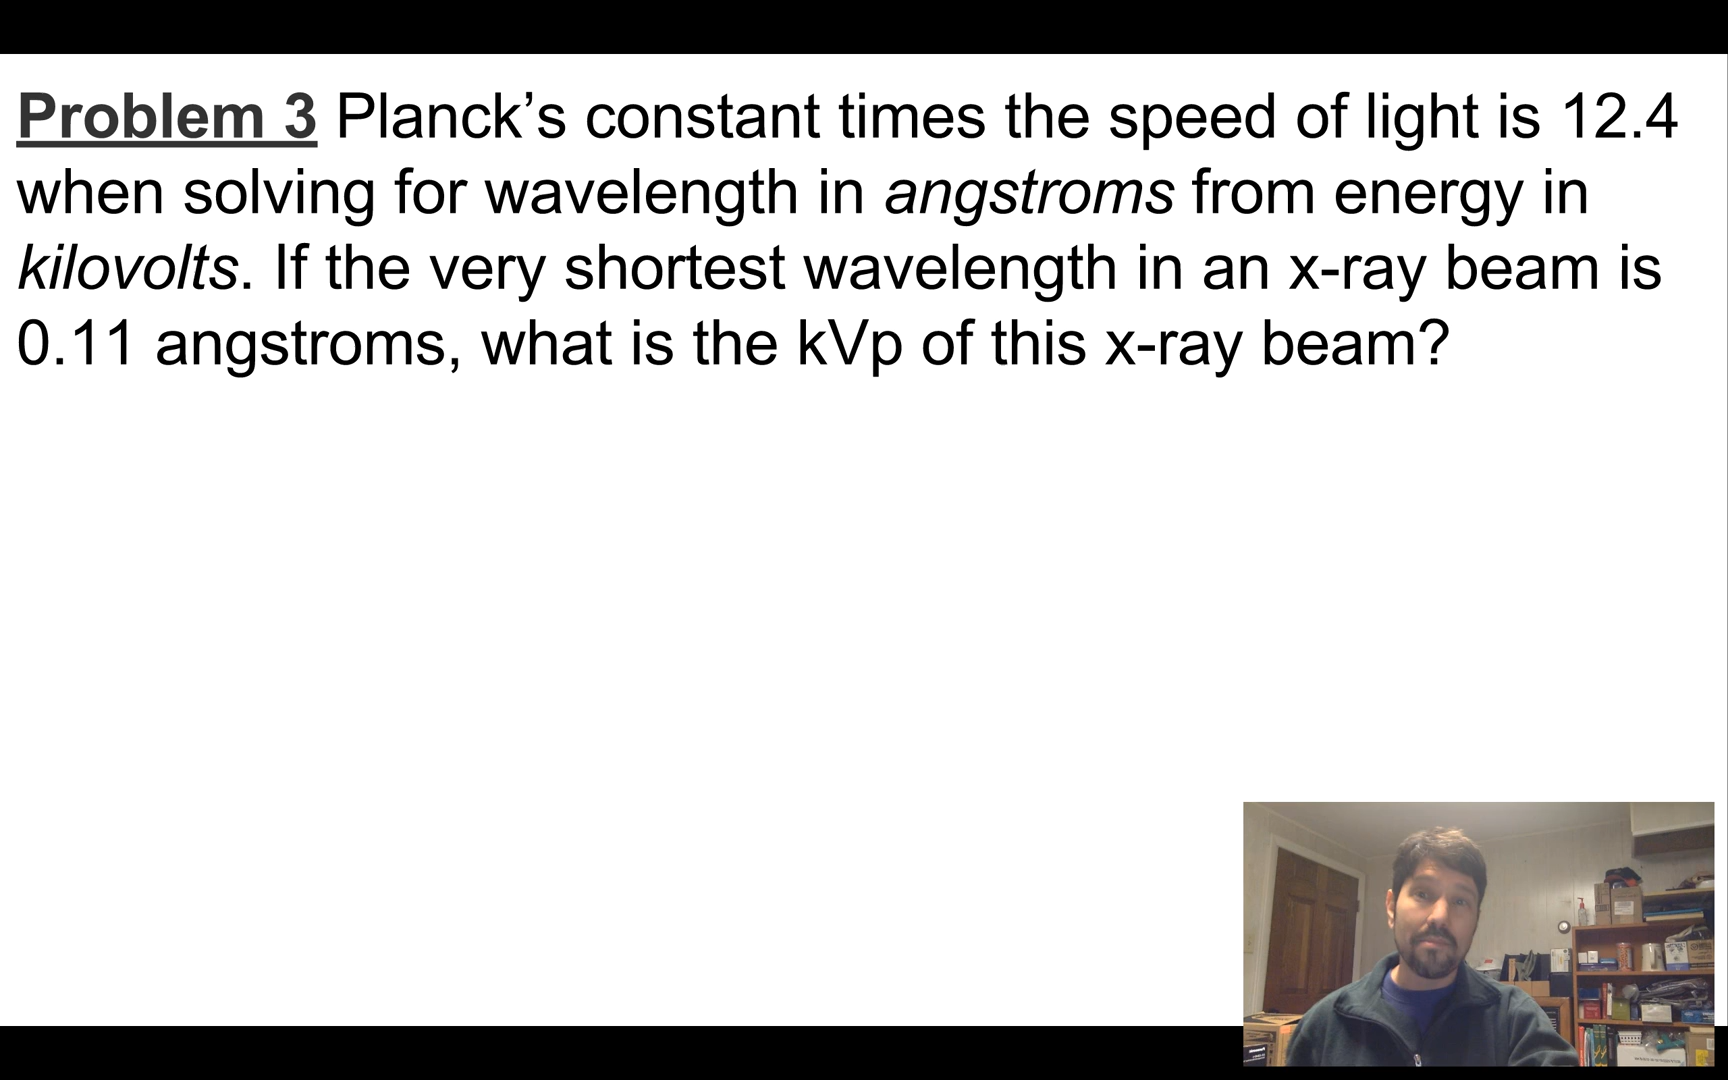 Problem 3 Planck’s constant times the speed of light is 12.4
when solving for wavelength in angstroms from energy in
kilovolts. If the very shortest wavelength in an x-ray beam is
0.11 angstroms, what is the kVp of this x-ray beam?